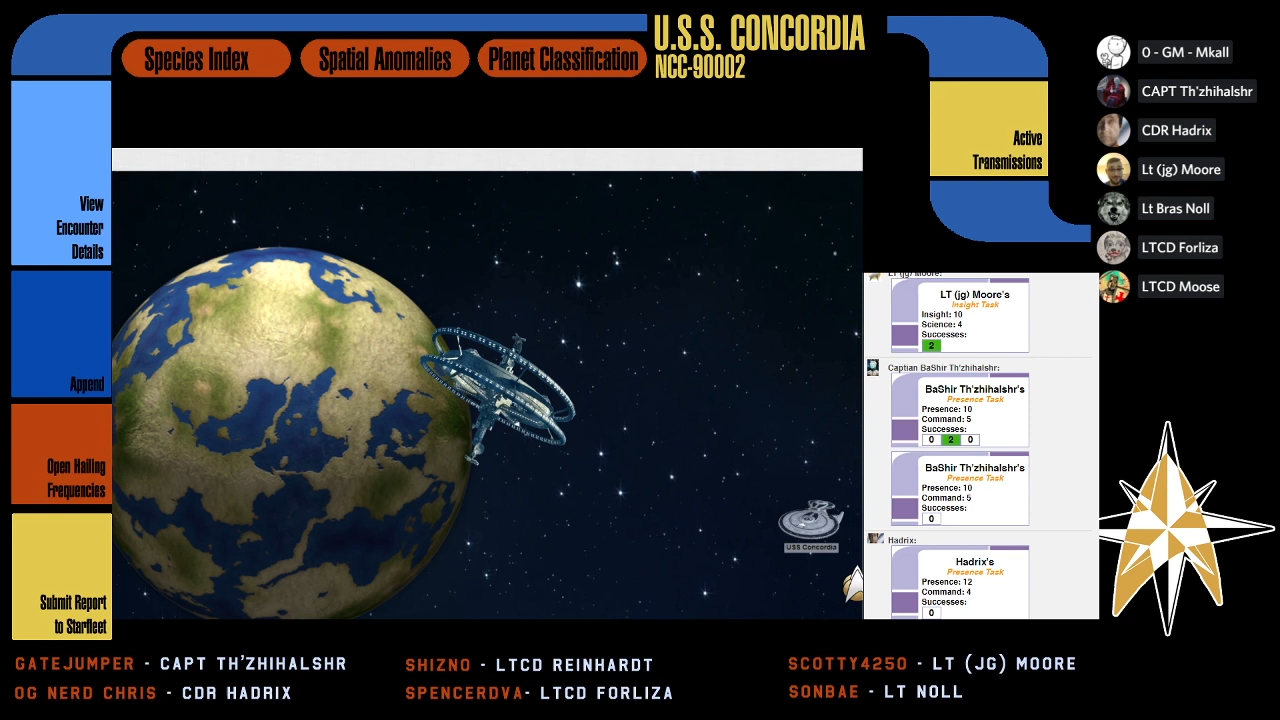 U.S.S. CONCORDIA
NCC-90002
Species Index
Spatial Anomalies
Planet Classification
View
Encounter
Details
Append
Open Hailing
Frequencies
Submit Report
to Starfleet
Active
Transmissions
0 - GM - Mkall
CAPT Th'zhihalshr
CDR Hadrix
Lt (jg) Moore
Lt Bras Noll
LTCD Forliza
LTCD Moose
LT (jg) Moore:
LT (jg) Moore's
Insight Task
Insight: 10
Science: 4
Successes:
2
Captian BaShir Th'zhihalshr:
BaShir Th'zhihalshr's
Presence Task
Presence: 10
Command: 5
Successes:
0 2 0
BaShir Th'zhihalshr's
Presence Task
Presence: 10
Command: 5
Successes:
0
Hadrix:
Hadrix's
Presence Task
Presence: 12
Command: 4
Successes:
0
USS Concordia
GATEJUMPER - CAPT TH'ZHIHALSHR
OG NERD CHRIS - CDR HADRIX
SHIZNO - LTCD REINHARDT
SPENCERDVA- LTCD FORLIZA
SCOTTY4250 - LT (JG) MOORE
SONBAE - LT NOLL